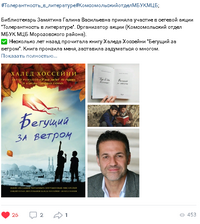 #Толерантность_в_литературе#КомсомольскийотделМБУКМЦБ;
Библиотекарь Замятина Галина Васильевна приняла участие в сетевой акции
"Толерантность в литературе". Организатор акции (Комсомольский отдел
МБУК МЦБ Морозовского района).
✅ Несколько лет назад прочитала книгу Халеда Хоссейни "Бегущий за
ветром". Книга проняла меня, заставила задуматься о многом.
Показать полностью...
ХАЛЕД ХОССЕЙНИ
Бегущий
за ветром
26 2 1 453